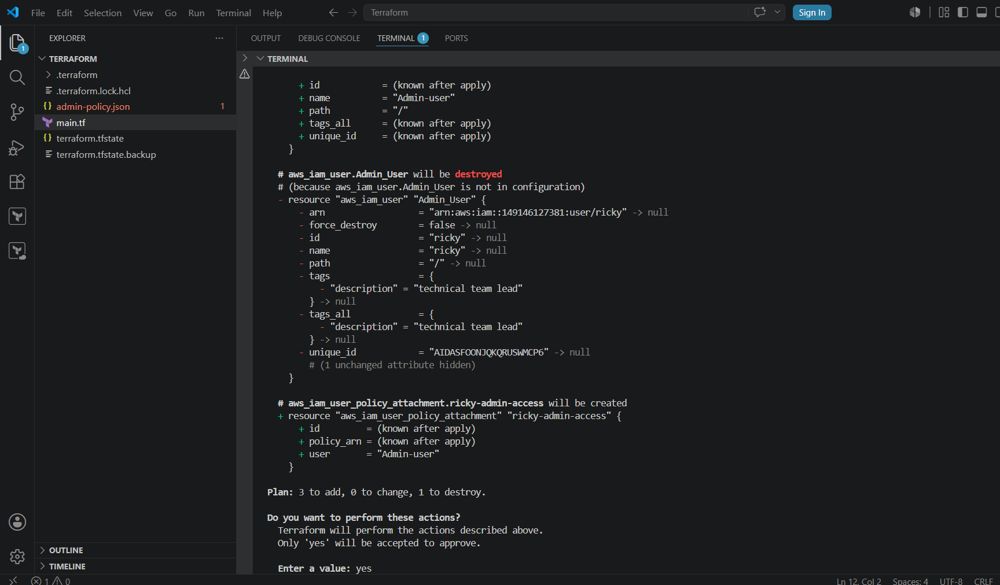 File Edit Selection View Go Run Terminal Help Terraform Sign In
EXPLORER
TERRAFORM
.terraform
.terraform.lock.hcl
admin-policy.json 1
main.tf
terraform.tfstate
terraform.tfstate.backup
OUTLINE
TIMELINE
1
OUTPUT DEBUG CONSOLE TERMINAL 1 PORTS
TERMINAL
+ id = (known after apply)
+ name = "Admin-user"
+ path = "/"
+ tags_all = (known after apply)
+ unique_id = (known after apply)
}
# aws_iam_user.Admin_User will be destroyed
# (because aws_iam_user.Admin_User is not in configuration)
- resource "aws_iam_user" "Admin_User" {
- arn = "arn:aws:iam::149146127381:user/ricky" -> null
- force_destroy = false -> null
- id = "ricky" -> null
- name = "ricky" -> null
- path = "/" -> null
- tags = {
- "description" = "technical team lead"
} -> null
- tags_all = {
- "description" = "technical team lead"
} -> null
- unique_id = "AIDASFOONJQKQRUSWMCP6" -> null
# (1 unchanged attribute hidden)
}
# aws_iam_user_policy_attachment.ricky-admin-access will be created
+ resource "aws_iam_user_policy_attachment" "ricky-admin-access" {
+ id = (known after apply)
+ policy_arn = (known after apply)
+ user = "Admin-user"
}
Plan: 3 to add, 0 to change, 1 to destroy.
Do you want to perform these actions?
Terraform will perform the actions described above.
Only 'yes' will be accepted to approve.
Enter a value: yes
1 0 Ln 12, Col 2 Spaces: 4 UTF-8 CRLF